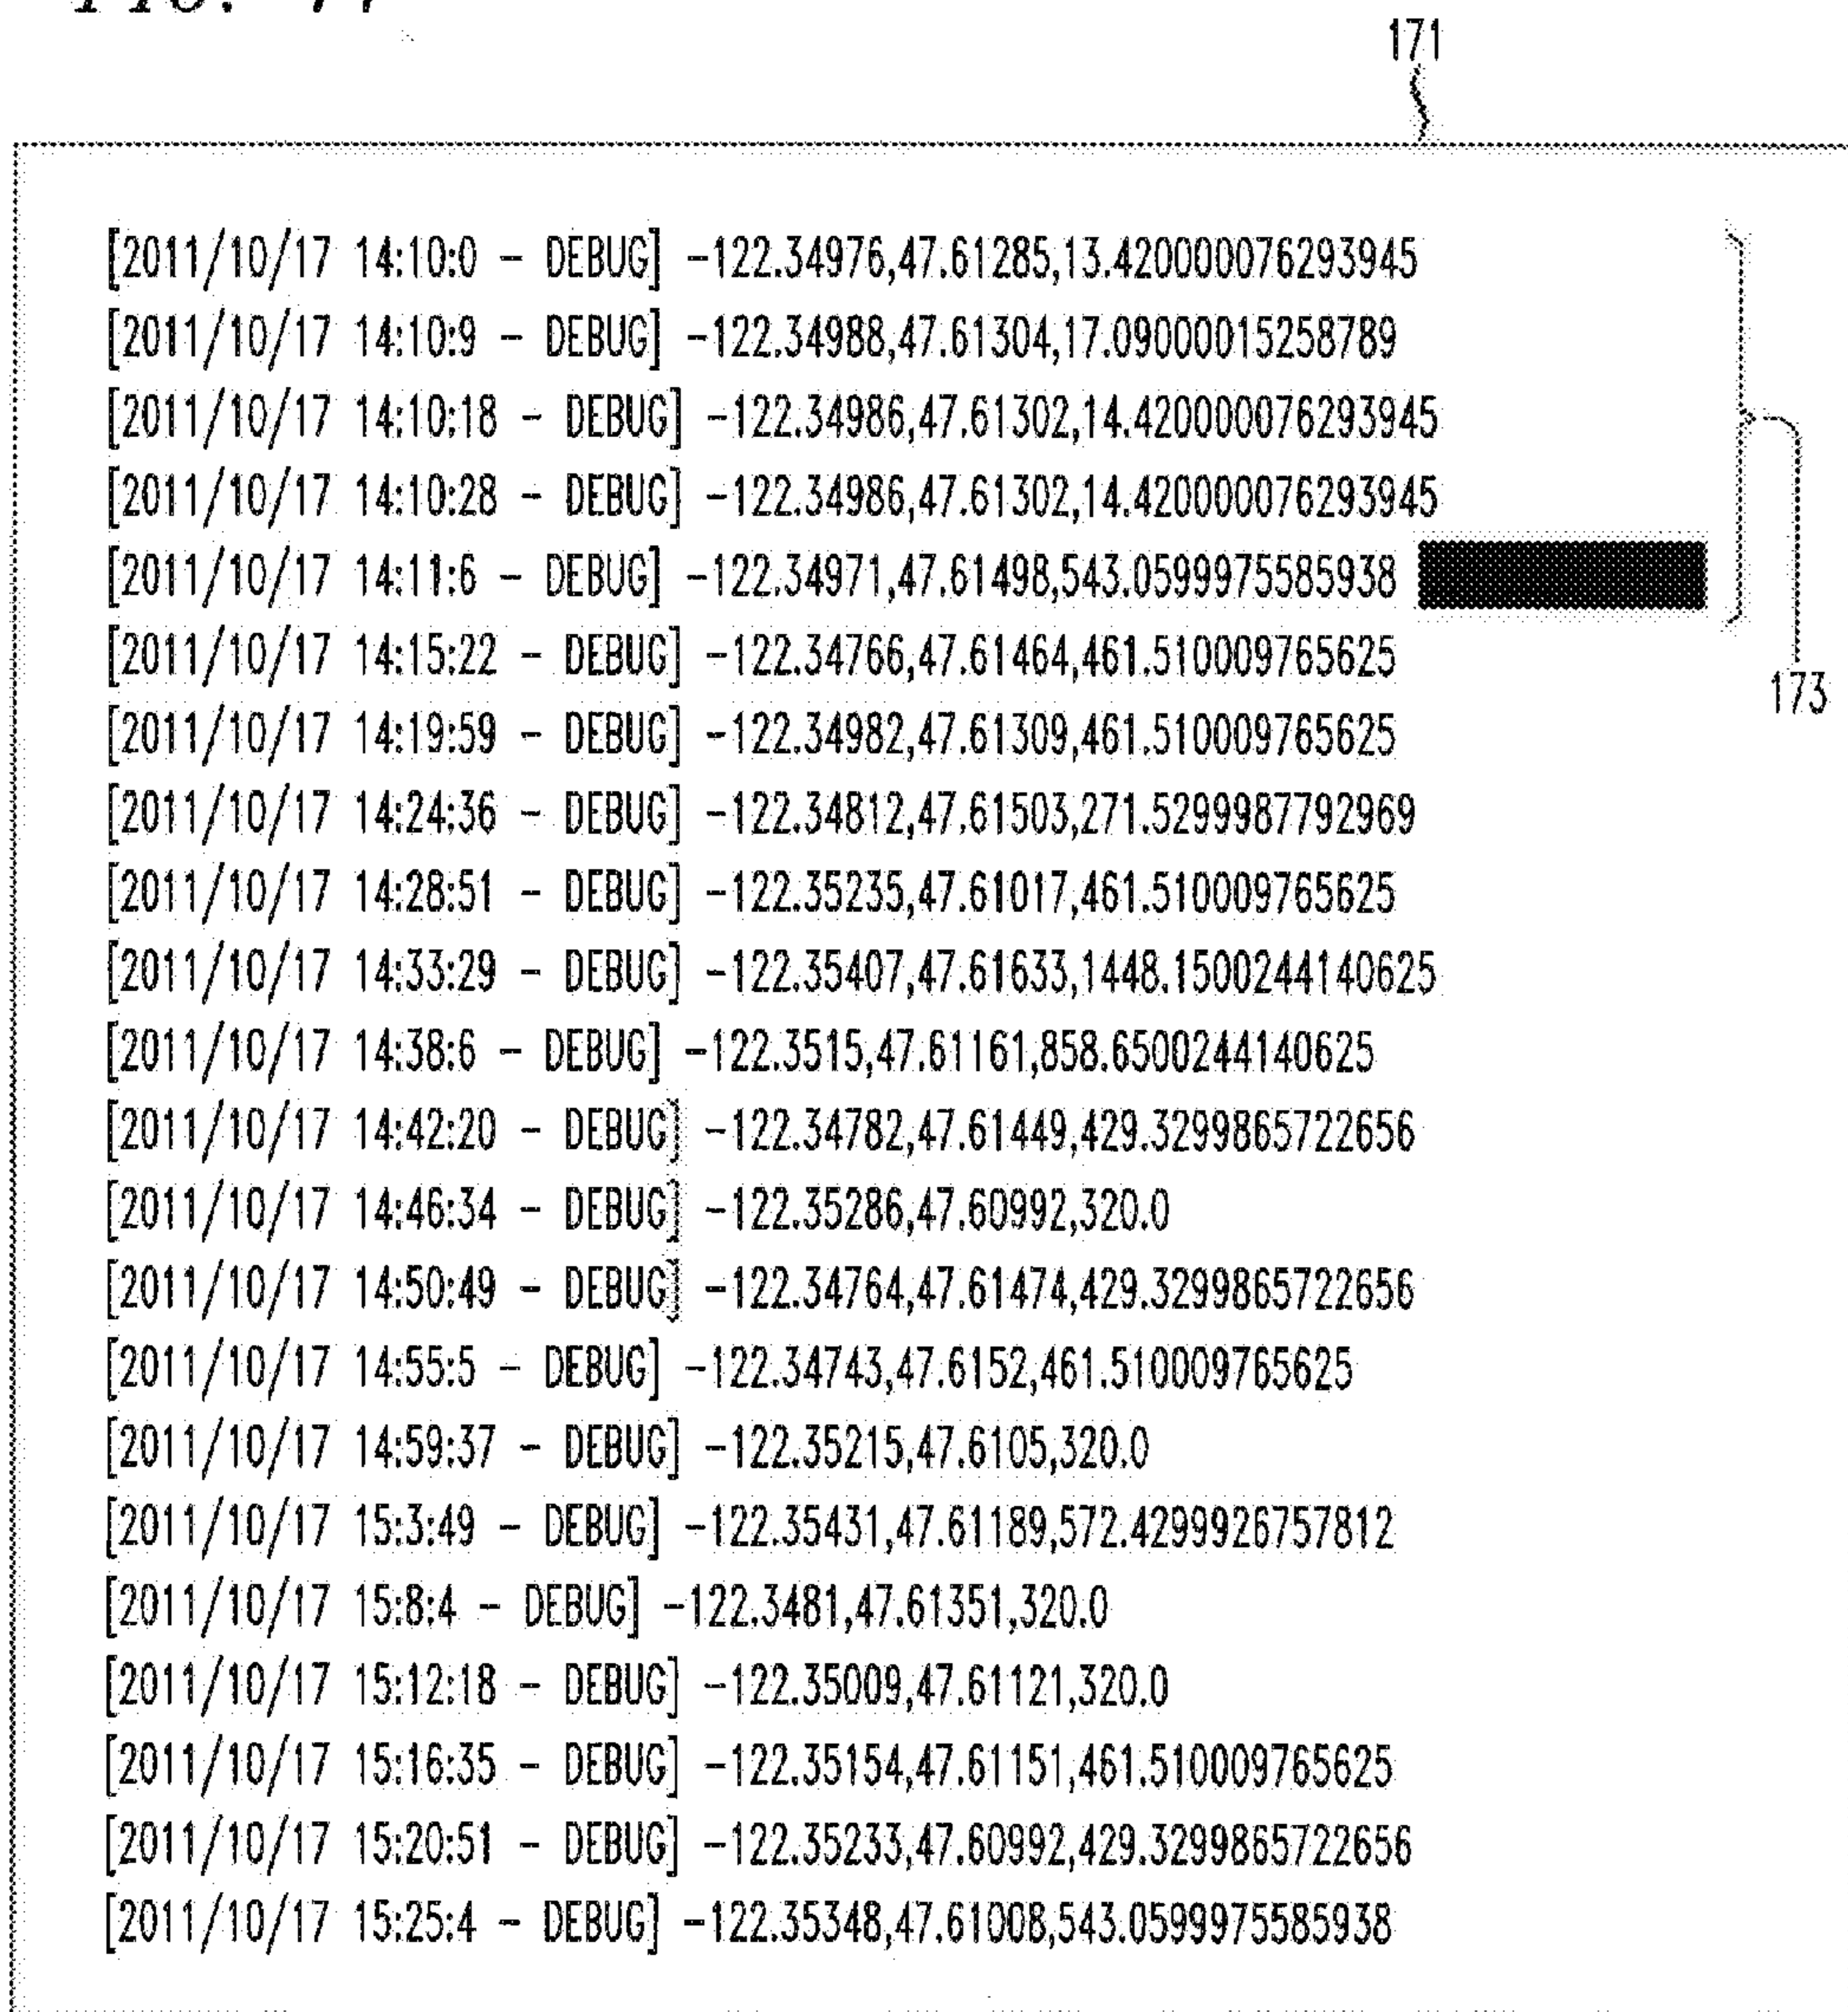 171
[2011/10/17 14:10:0 – DEBUG] –122.34976,47.61285,13.420000076293945
[2011/10/17 14:10:9 – DEBUG] –122.34988,47.61304,17.09000015258789
[2011/10/17 14:10:18 – DEBUG] –122.34986,47.61302,14.420000076293945
[2011/10/17 14:10:28 – DEBUG] –122.34986,47.61302,14.420000076293945
[2011/10/17 14:11:6 – DEBUG] –122.34971,47.61498,543.0599975585938
[2011/10/17 14:15:22 – DEBUG] –122.34766,47.61464,461.510009765625
173
[2011/10/17 14:19:59 – DEBUG] –122.34982,47.61309,461.510009765625
[2011/10/17 14:24:36 – DEBUG] –122.34812,47.61503,271.5299987792969
[2011/10/17 14:28:51 – DEBUG] –122.35235,47.61017,461.510009765625
[2011/10/17 14:33:29 – DEBUG] –122.35407,47.61633,1448.1500244140625
[2011/10/17 14:38:6 – DEBUG] –122.3515,47.61161,858.6500244140625
[2011/10/17 14:42:20 – DEBUG] –122.34782,47.61449,429.3299865722656
[2011/10/17 14:46:34 – DEBUG] –122.35286,47.60992,320.0
[2011/10/17 14:50:49 – DEBUG] –122.34764,47.61474,429.3299865722656
[2011/10/17 14:55:5 – DEBUG] –122.34743,47.6152,461.510009765625
[2011/10/17 14:59:37 – DEBUG] –122.35215,47.6105,320.0
[2011/10/17 15:3:49 – DEBUG] –122.35431,47.61189,572.4299926757812
[2011/10/17 15:8:4 – DEBUG] –122.3481,47.61351,320.0
[2011/10/17 15:12:18 – DEBUG] –122.35009,47.61121,320.0
[2011/10/17 15:16:35 – DEBUG] –122.35154,47.61151,461.510009765625
[2011/10/17 15:20:51 – DEBUG] –122.35233,47.60992,429.3299865722656
[2011/10/17 15:25:4 – DEBUG] –122.35348,47.61008,543.0599975585938